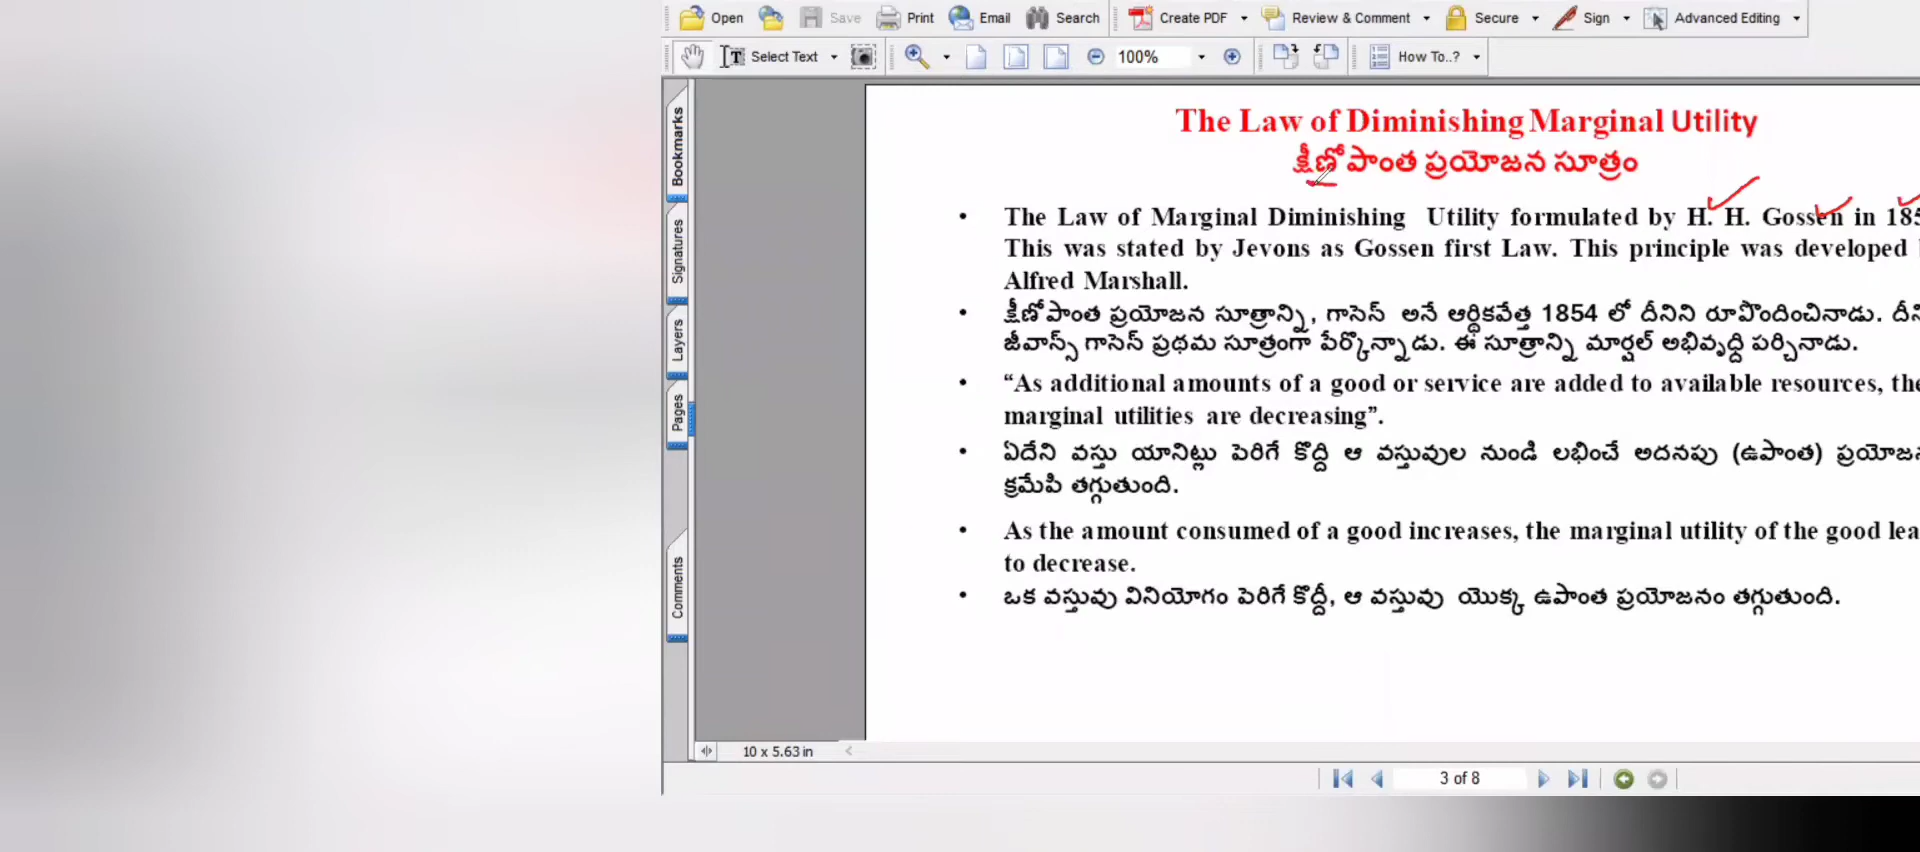 Open Save Print Email Search Create PDF Review & Comment Secure Sign Advanced Editing
Select Text 100% How To..?
Bookmarks
Signatures
Layers
Pages
Comments
The Law of Diminishing Marginal Utility
క్షీణోపాంత ప్రయోజన సూత్రం
• The Law of Marginal Diminishing Utility formulated by H. H. Gossen in 185
This was stated by Jevons as Gossen first Law. This principle was developed
Alfred Marshall.
• క్షీణోపాంత ప్రయోజన సూత్రాన్ని, గాసెస్ అనే ఆర్థికవేత్త 1854 లో దీనిని రూపొందించినాడు. దీని
జీవాన్స్ గాసెస్ ప్రథమ సూత్రంగా పేర్కొన్నాడు. ఈ సూత్రాన్ని మార్షల్ అభివృద్ధి పర్చినాడు.
• “As additional amounts of a good or service are added to available resources, the
marginal utilities are decreasing”.
• ఏదేని వస్తు యూనిట్లు పెరిగే కొద్ది ఆ వస్తువుల నుండి లభించే అదనపు (ఉపాంత) ప్రయోజన
క్రమేపి తగ్గుతుంది.
• As the amount consumed of a good increases, the marginal utility of the good lea
to decrease.
• ఒక వస్తువు వినియోగం పెరిగే కొద్దీ, ఆ వస్తువు యొక్క ఉపాంత ప్రయోజనం తగ్గుతుంది.
10 x 5.63 in
3 of 8